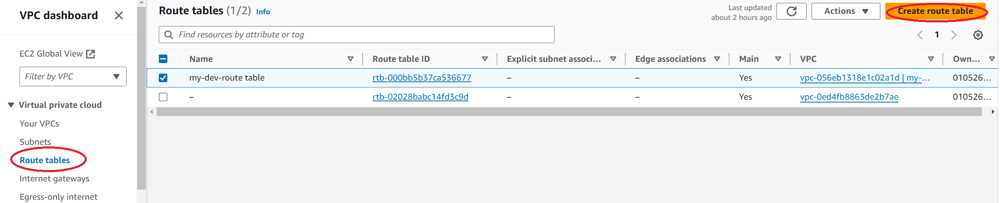 VPC dashboard
EC2 Global View
Filter by VPC
Virtual private cloud
Your VPCs
Subnets
Route tables
Internet gateways
Egress-only internet
Route tables (1/2) Info
Last updated
about 2 hours ago
Actions
Create route table
Find resources by attribute or tag
1
Name Route table ID Explicit subnet associ... Edge associations Main VPC Own...
my-dev-route table rtb-000bb5b37ca536677 – – Yes vpc-056eb1318e1c02a1d | my-... 010526...
– rtb-02028babc14fd3c9d – – Yes vpc-0ed4fb8863de2b7ae 010526...